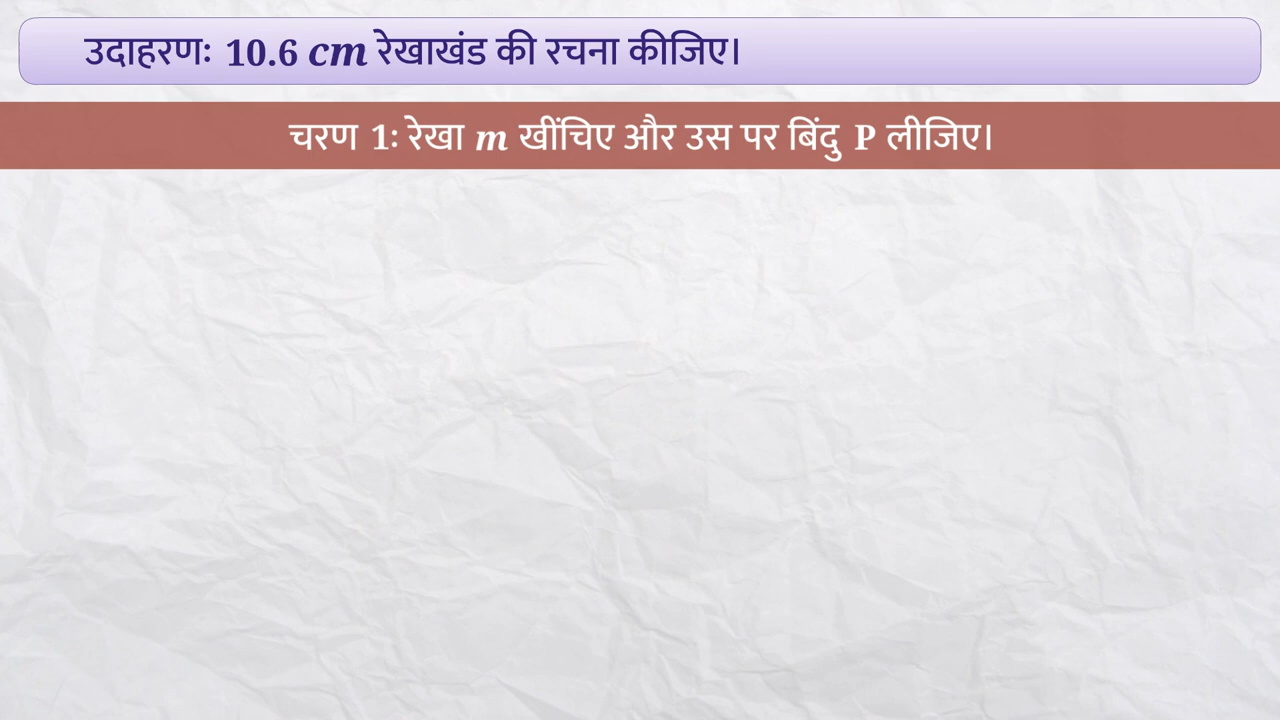 उदाहरणः 10.6 cm रेखाखंड की रचना कीजिए।
चरण 1: रेखा m खींचिए और उस पर बिंदु P लीजिए।